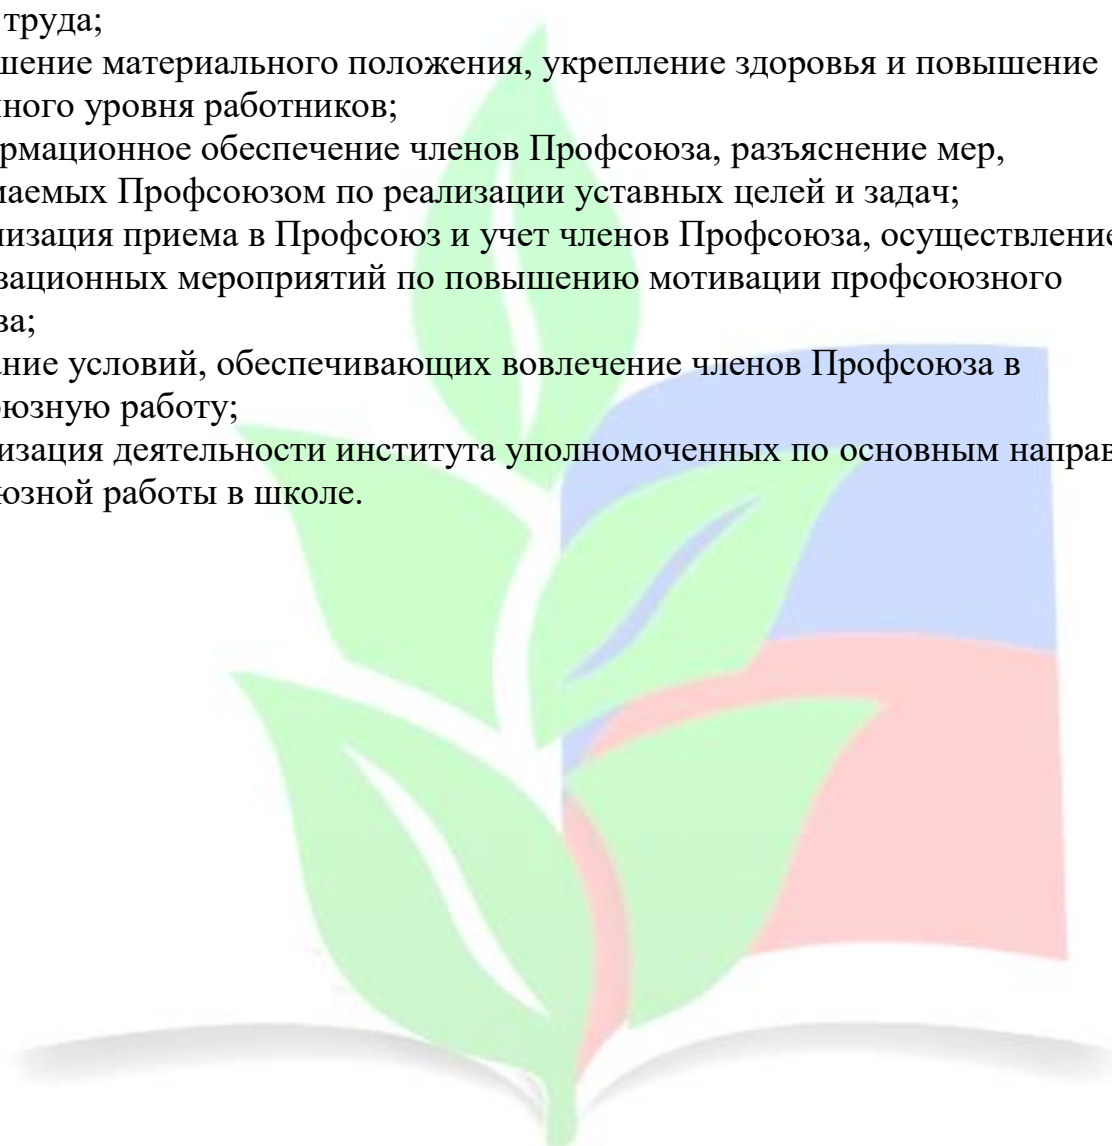 труда;
шение материального положения, укрепление здоровья и повышение
ного уровня работников;
рмационное обеспечение членов Профсоюза, разъяснение мер,
маемых Профсоюзом по реализации уставных целей и задач;
низация приема в Профсоюз и учет членов Профсоюза, осуществление
зационных мероприятий по повышению мотивации профсоюзного
ва;
ние условий, обеспечивающих вовлечение членов Профсоюза в
юзную работу;
изация деятельности института уполномоченных по основным направ
юзной работы в школе.